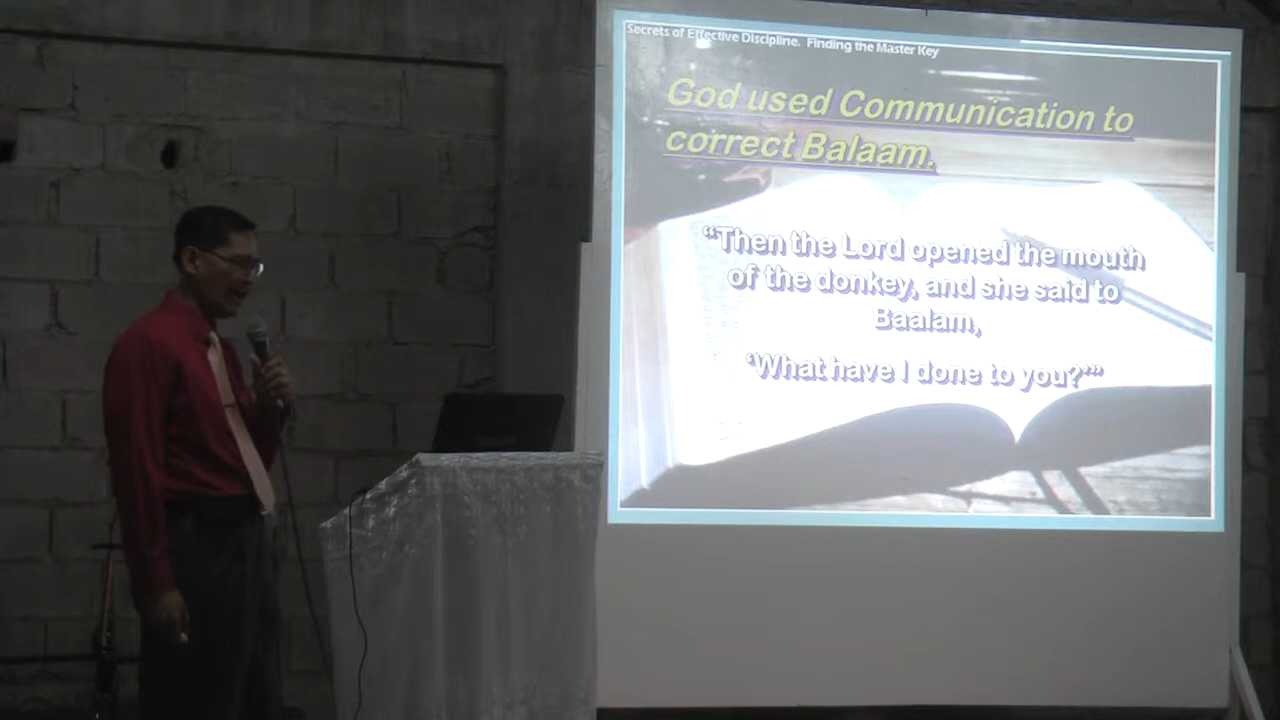 Secrets of Effective Discipline. Finding the Master Key
God used Communication to
correct Balaam.
“Then the Lord opened the mouth
of the donkey, and she said to
Baalam,
‘What have I done to you?’”